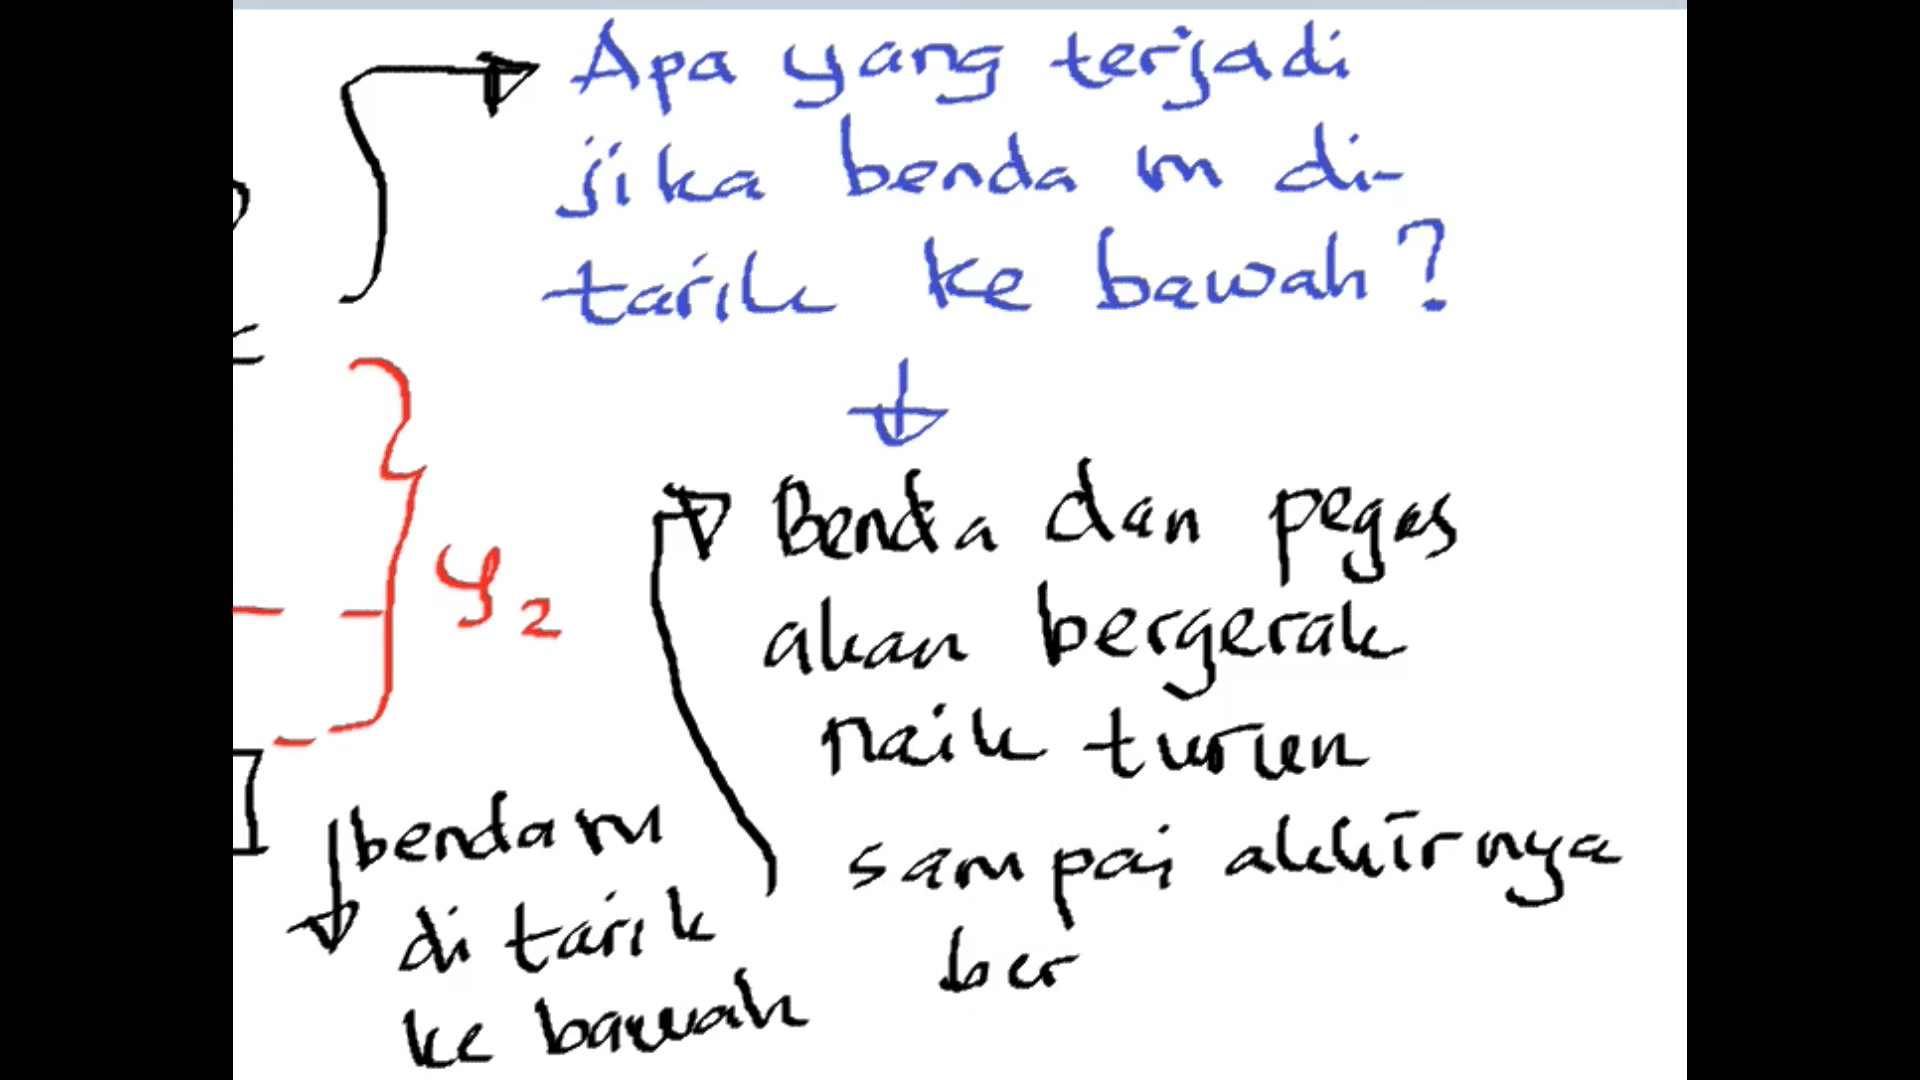 Apa yang terjadi
jika benda m di-
tarik ke bawah?
Benda dan pegas
akan bergerak
naik turun
sampai akhirnya
ber
y2
benda m
di tarik
ke bawah